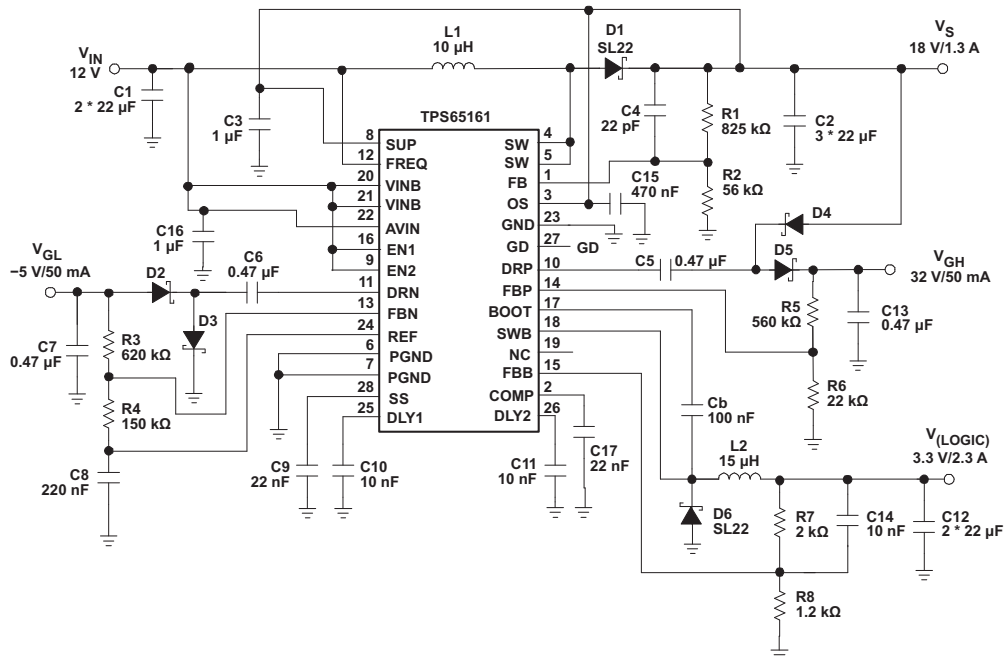 V_IN
12 V
C1
2 * 22 µF
L1
10 µH
D1
SL22
V_S
18 V/1.3 A
C3
1 µF
C4
22 pF
R1
825 kΩ
C2
3 * 22 µF
R2
56 kΩ
C15
470 nF
C16
1 µF
TPS65161
8
SUP
12
FREQ
20
VINB
21
VINB
22
AVIN
16
EN1
9
EN2
11
DRN
13
FBN
24
REF
6
PGND
7
PGND
28
SS
25
DLY1
SW
4
SW
5
FB
1
OS
3
GND
23
GD
27
GD
DRP
10
FBP
14
BOOT
17
SWB
18
NC
19
FBB
15
COMP
2
DLY2
26
V_GL
−5 V/50 mA
D2
C6
0.47 µF
D3
C7
0.47 µF
R3
620 kΩ
R4
150 kΩ
C8
220 nF
C9
22 nF
C10
10 nF
C11
10 nF
C17
22 nF
C5
0.47 µF
D4
D5
V_GH
32 V/50 mA
R5
560 kΩ
C13
0.47 µF
R6
22 kΩ
Cb
100 nF
L2
15 µH
V_(LOGIC)
3.3 V/2.3 A
D6
SL22
R7
2 kΩ
C14
10 nF
C12
2 * 22 µF
R8
1.2 kΩ